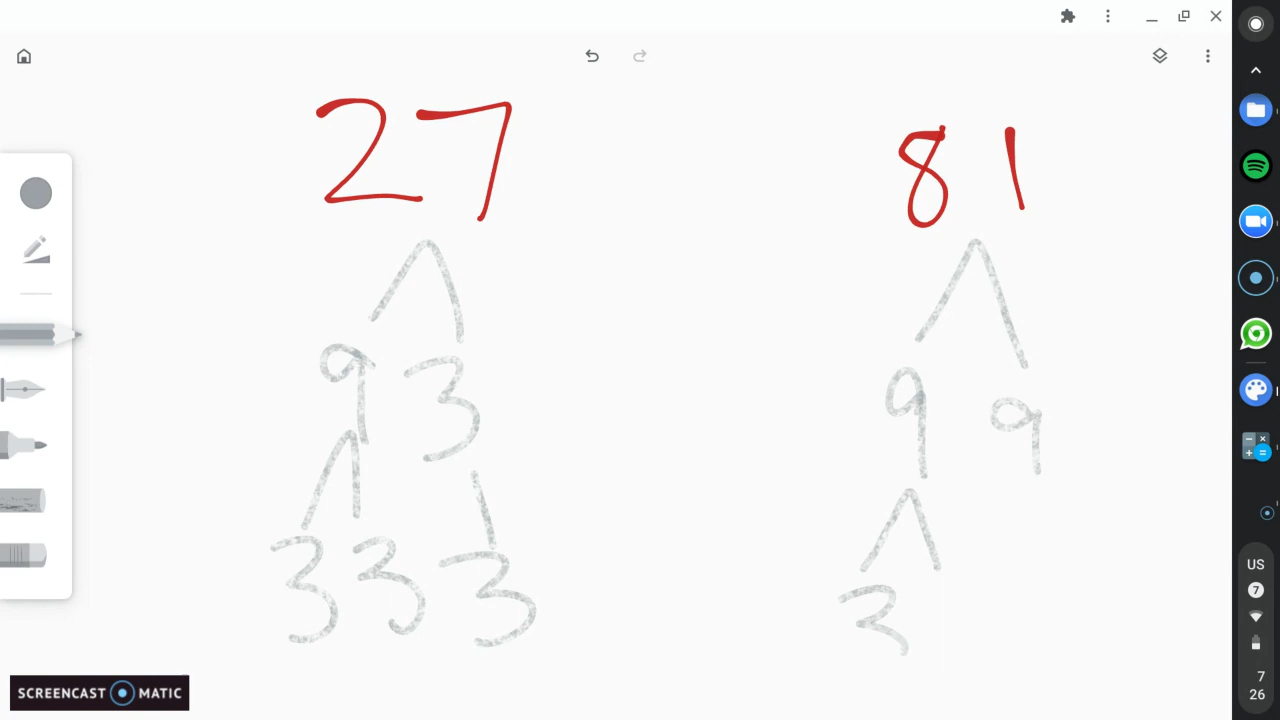 27 81
9 3 9 9
3 3 3 3
SCREENCAST MATIC
US
7
7
26